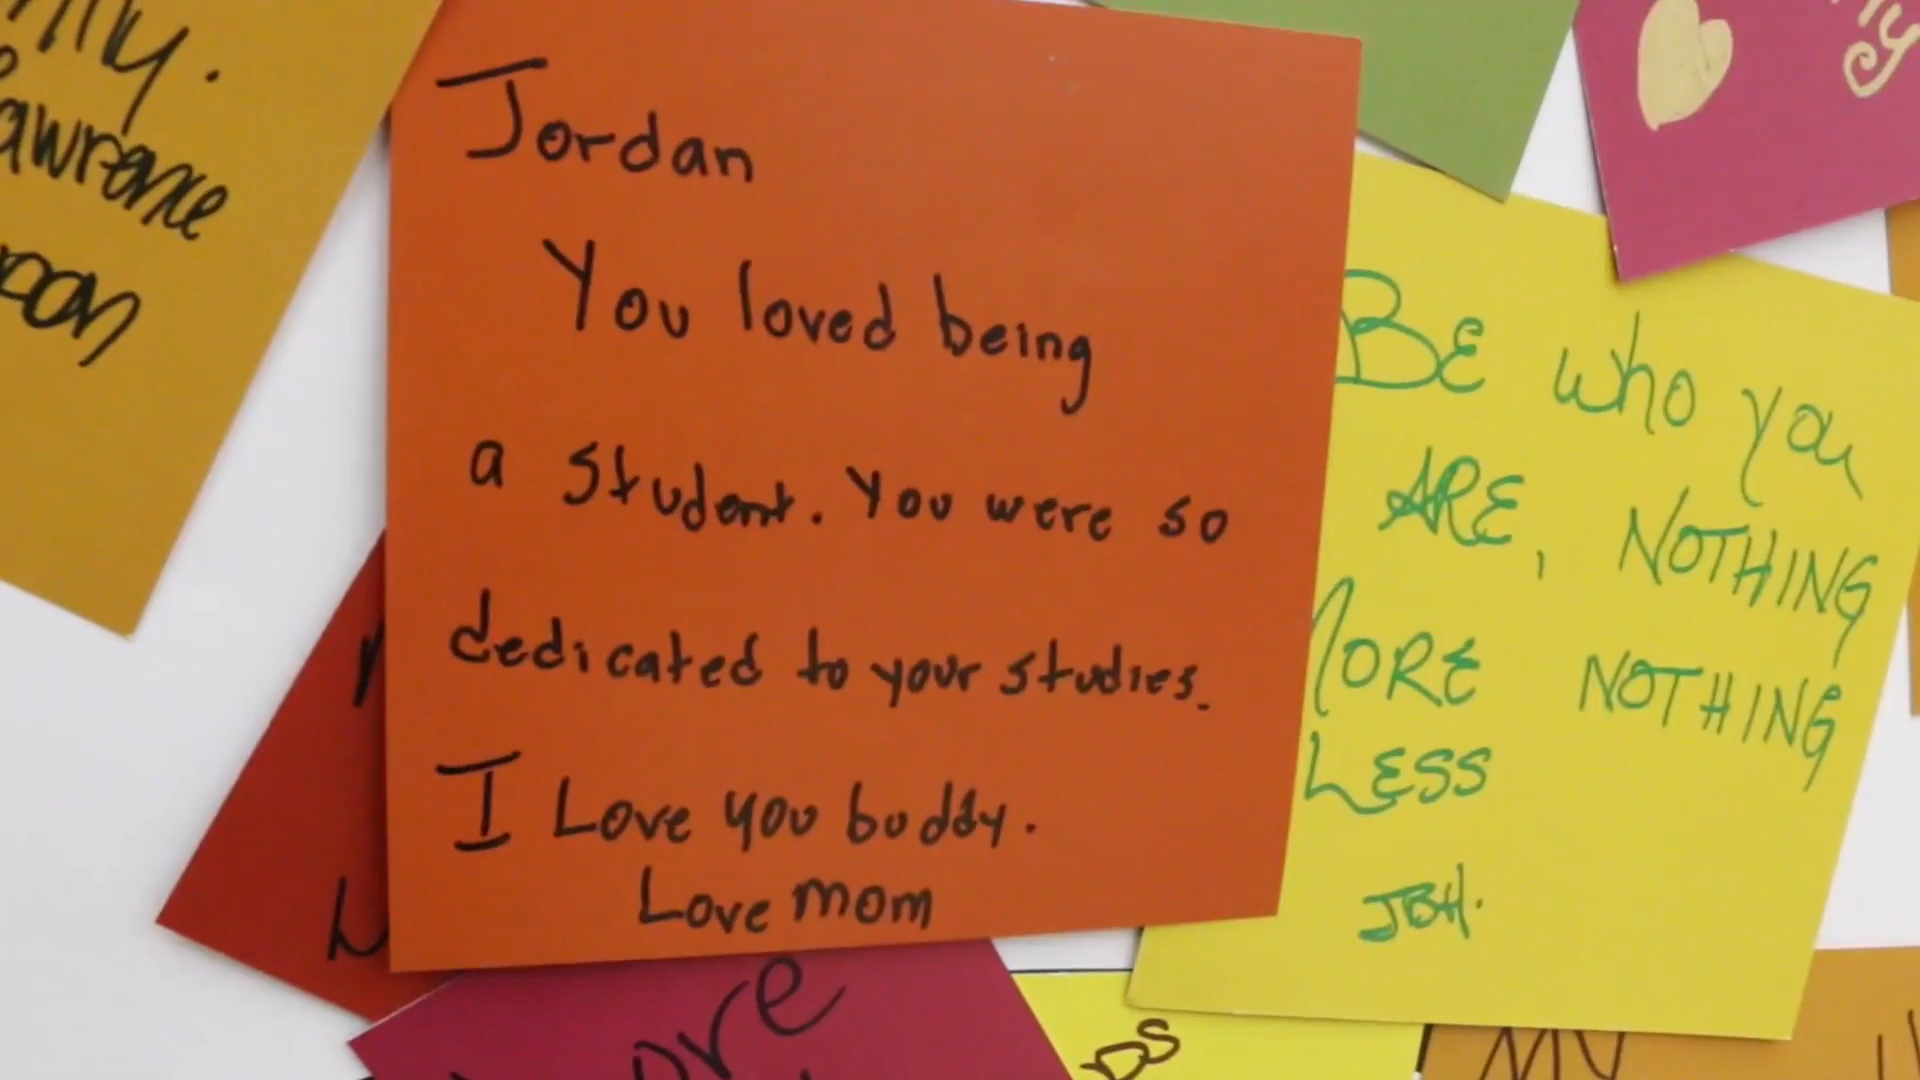 Jordan
You loved being
a student. You were so
dedicated to your studies.
I Love you buddy.
Love mom
BE who you
ARE, NOTHING
MORE NOTHING
LESS
JBH.